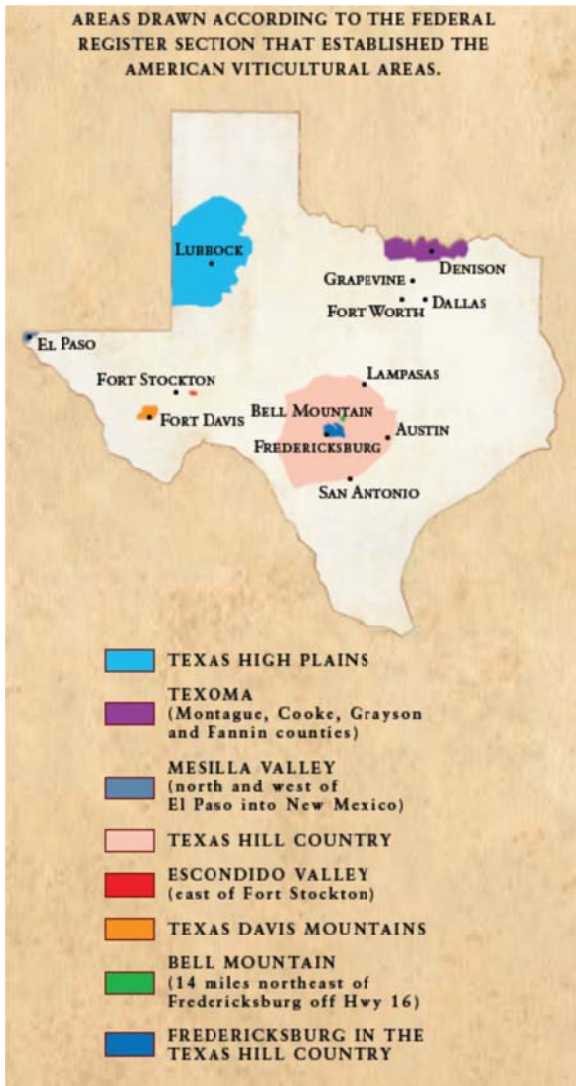 AREAS DRAWN ACCORDING TO THE FEDERAL
REGISTER SECTION THAT ESTABLISHED THE
AMERICAN VITICULTURAL AREAS.
LUBBOCK
DENISON
GRAPEVINE
FORT WORTH
DALLAS
EL PASO
FORT STOCKTON
LAMPASAS
BELL MOUNTAIN
FORT DAVIS
AUSTIN
FREDERICKSBURG
SAN ANTONIO
TEXAS HIGH PLAINS
TEXOMA
(Montague, Cooke, Grayson
and Fannin counties)
MESILLA VALLEY
(north and west of
El Paso into New Mexico)
TEXAS HILL COUNTRY
ESCONDIDO VALLEY
(east of Fort Stockton)
TEXAS DAVIS MOUNTAINS
BELL MOUNTAIN
(14 miles northeast of
Fredericksburg off Hwy 16)
FREDERICKSBURG IN THE
TEXAS HILL COUNTRY